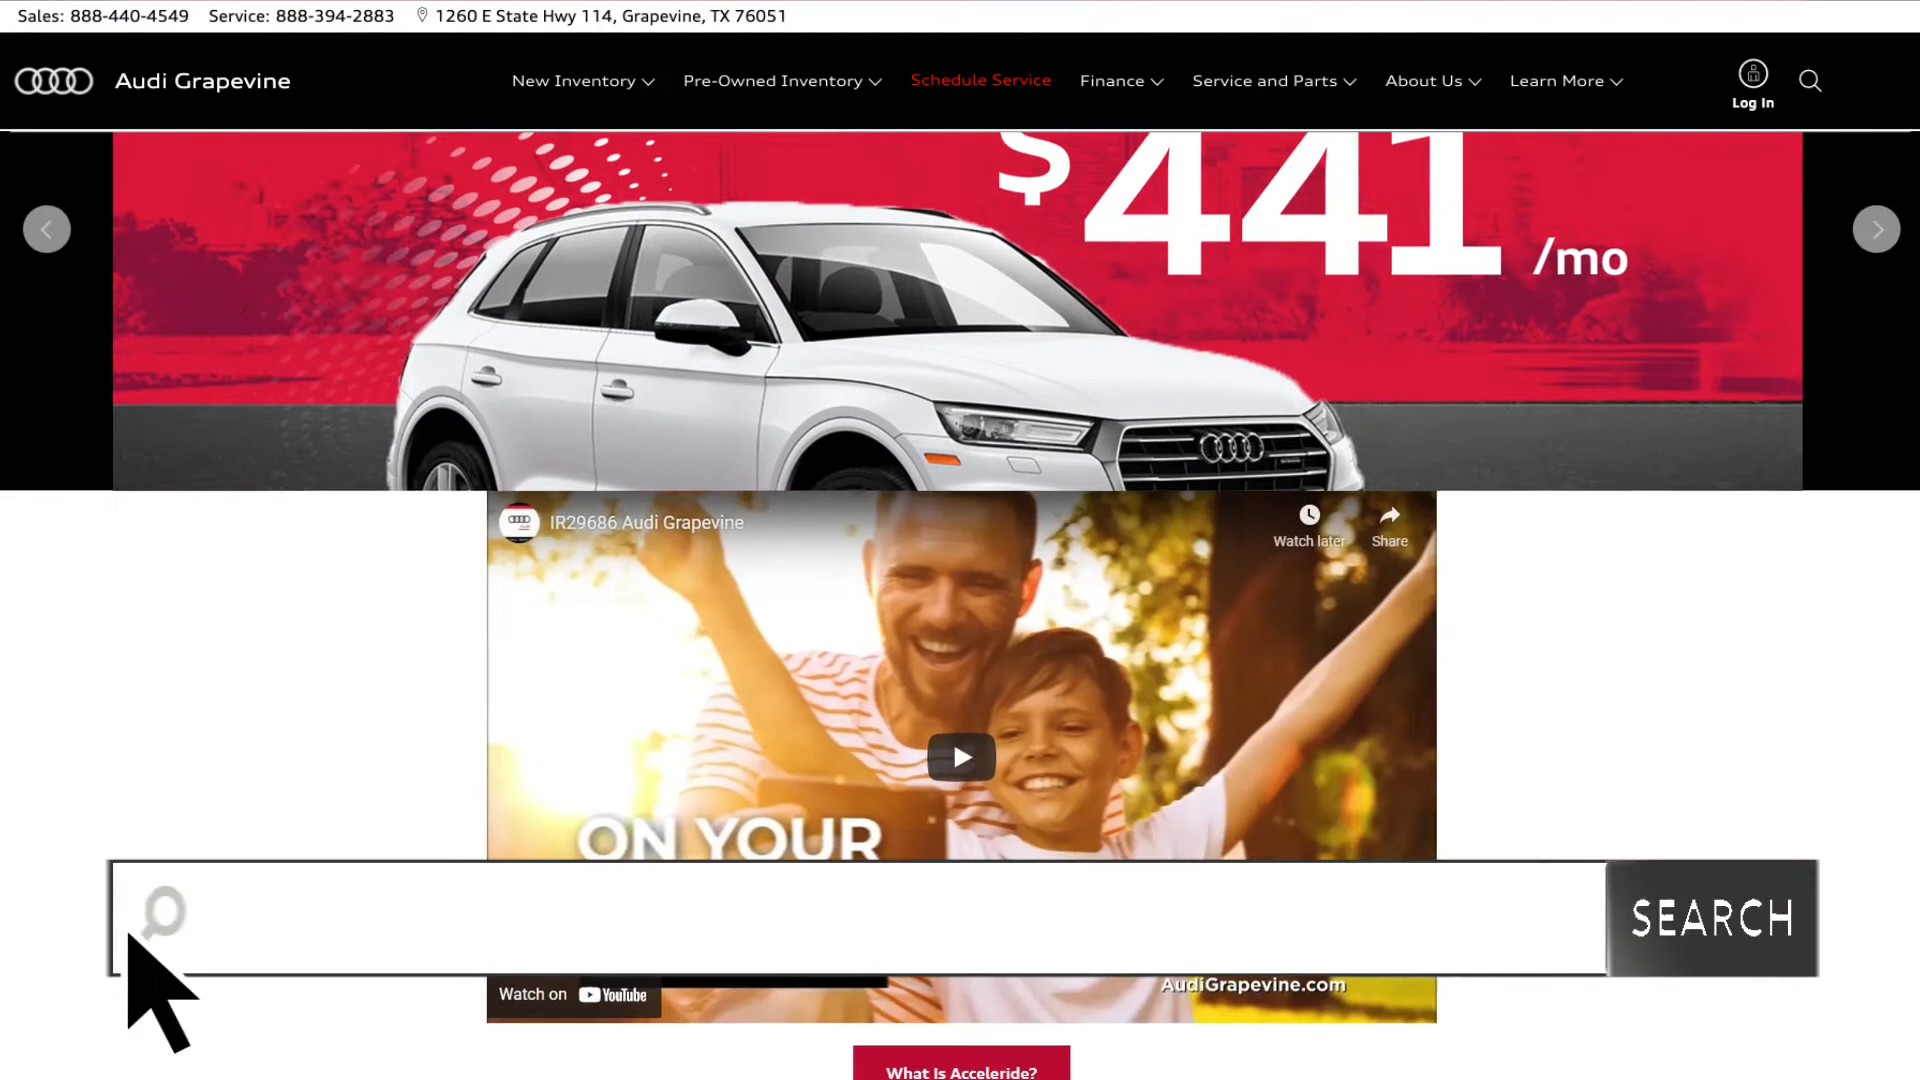 Sales: 888-440-4549 Service: 888-394-2883 1260 E State Hwy 114, Grapevine, TX 76051
Audi Grapevine New Inventory Pre-Owned Inventory Schedule Service Finance Service and Parts About Us Learn More Log In
$441 /mo
IR29686 Audi Grapevine
Watch later Share
ON YOUR
SEARCH
Watch on YouTube
AudiGrapevine.com
What Is Acceleride?